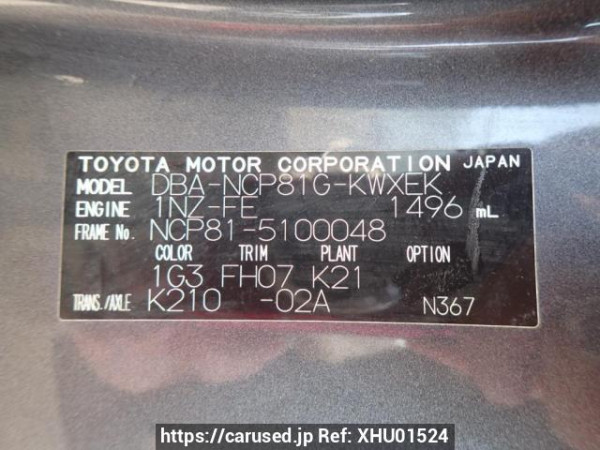 TOYOTA MOTOR CORPORATION JAPAN
MODEL DBA-NCP81G-KWXEK
ENGINE 1NZ-FE 1496 mL
FRAME No. NCP81-5100048
COLOR TRIM PLANT OPTION
1G3 FH07 K21
TRANS./AXLE K210 -02A N367
https://carused.jp Ref: XHU01524